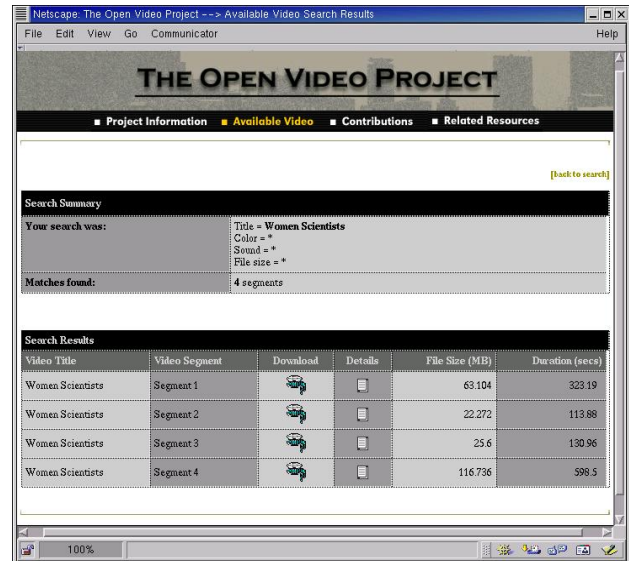 Netscape: The Open Video Project --> Available Video Search Results
File Edit View Go Communicator Help
THE OPEN VIDEO PROJECT
Project Information Available Video Contributions Related Resources
[back to search]
Search Summary
Your search was: Title = Women Scientists
Color = *
Sound = *
File size = *
Matches found: 4 segments
Search Results
Video Title Video Segment Download Details File Size (MB) Duration (secs)
Women Scientists Segment 1 63.104 323.19
Women Scientists Segment 2 22.272 113.88
Women Scientists Segment 3 25.6 130.96
Women Scientists Segment 4 116.736 598.5
100%